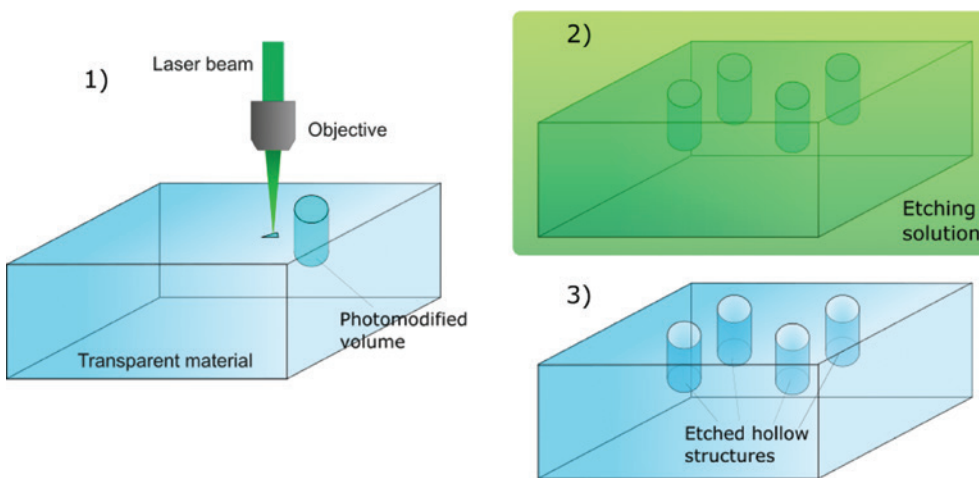 1)
Laser beam
Objective
Photomodified
volume
Transparent material
2)
Etching
solution
3)
Etched hollow
structures